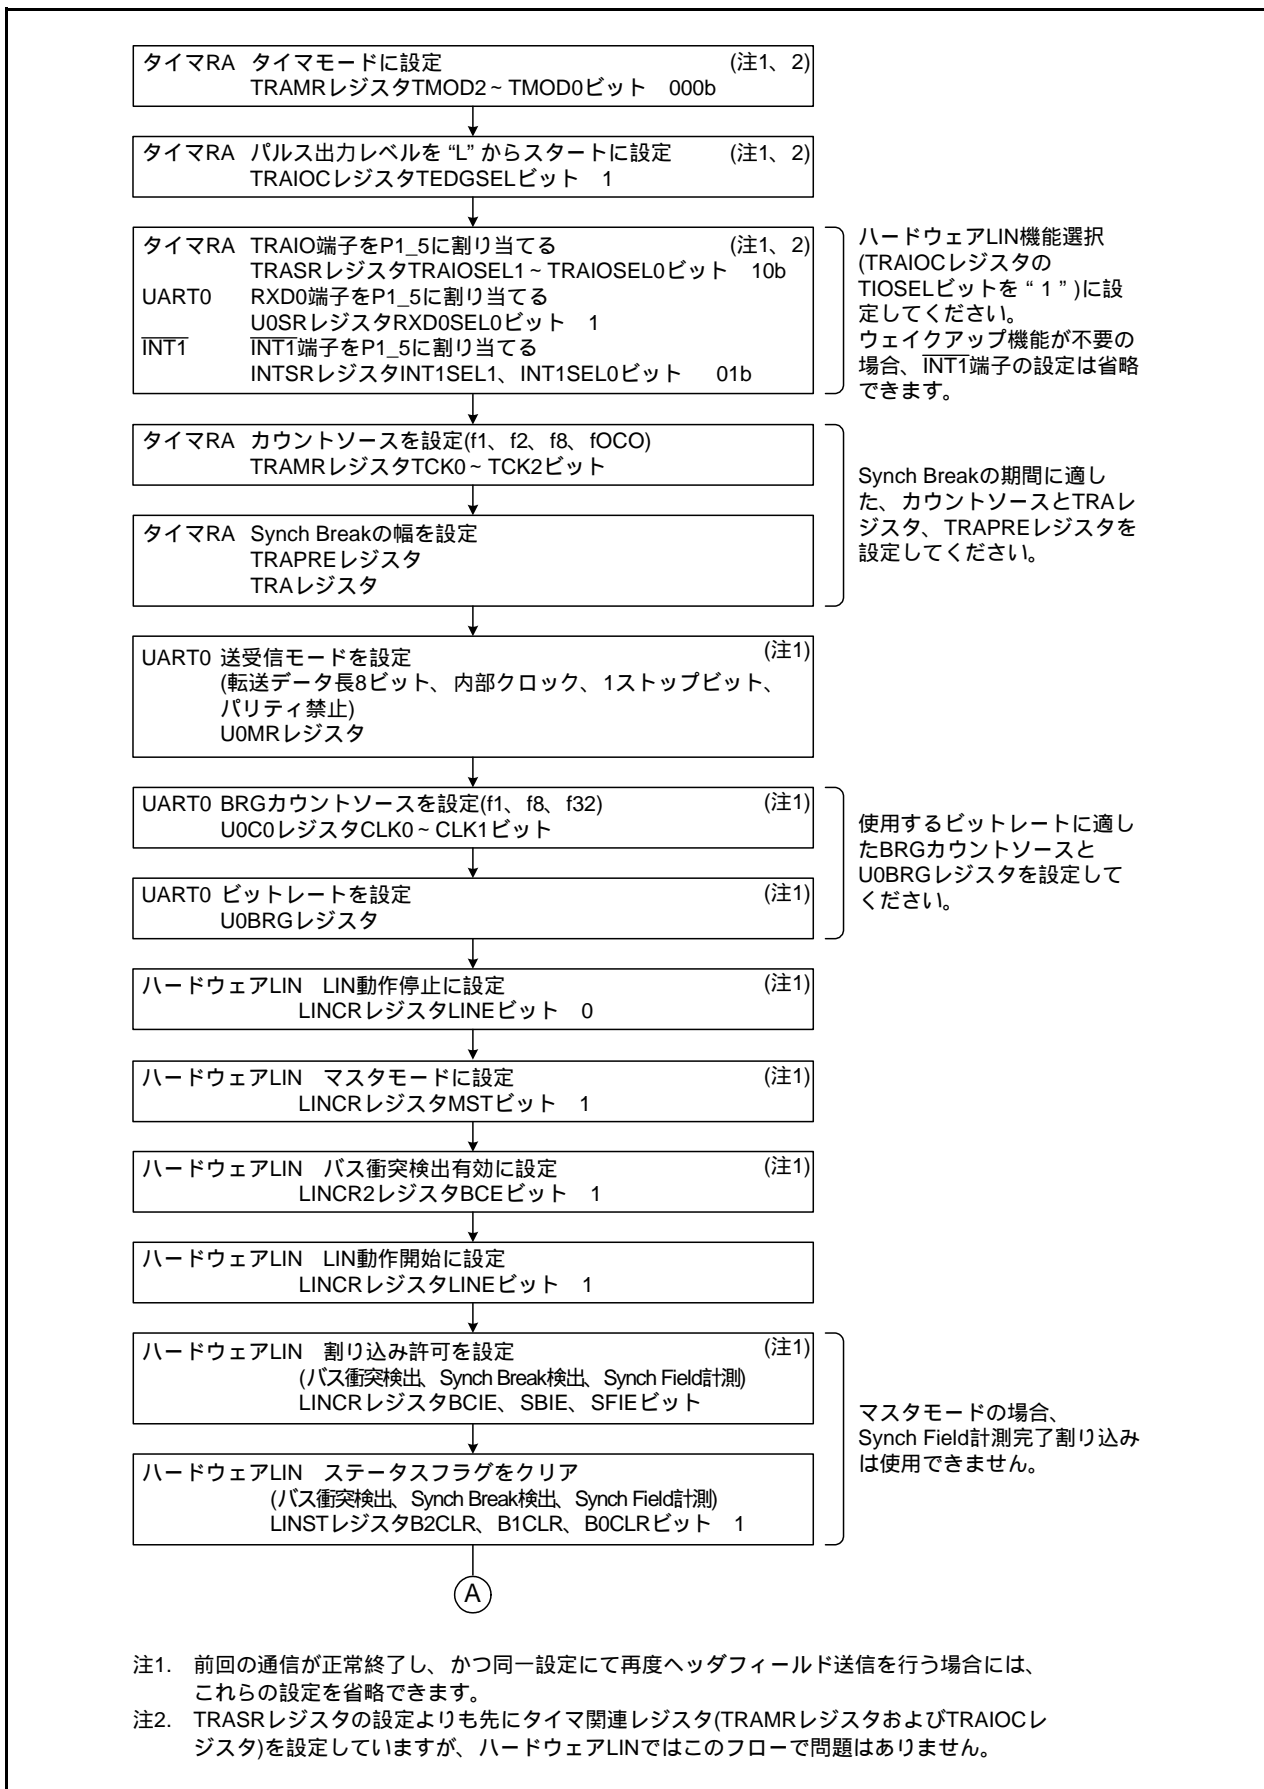 タイマRA タイマモードに設定 (注1、2)
TRAMRレジスタTMOD2~TMOD0ビット 000b
タイマRA パルス出力レベルを “L” からスタートに設定 (注1、2)
TRAIOCレジスタTEDGSELビット 1
タイマRA TRAIO端子をP1_5に割り当てる (注1、2)
TRASRレジスタTRAIOSEL1~TRAIOSEL0ビット 10b
UART0 RXD0端子をP1_5に割り当てる
U0SRレジスタRXD0SEL0ビット 1
INT1 INT1端子をP1_5に割り当てる
INTSRレジスタINT1SEL1、INT1SEL0ビット 01b
ハードウェアLIN機能選択
(TRAIOCレジスタの
TIOSELビットを “ 1 ” )に設
定してください。
ウェイクアップ機能が不要の
場合、INT1端子の設定は省略
できます。
タイマRA カウントソースを設定(f1、f2、f8、fOCO)
TRAMRレジスタTCK0~TCK2ビット
タイマRA Synch Breakの幅を設定
TRAPREレジスタ
TRAレジスタ
Synch Breakの期間に適し
た、カウントソースとTRAレ
ジスタ、TRAPREレジスタを
設定してください。
UART0 送受信モードを設定 (注1)
(転送データ長8ビット、内部クロック、1ストップビット、
パリティ禁止)
U0MRレジスタ
UART0 BRGカウントソースを設定(f1、f8、f32) (注1)
U0C0レジスタCLK0~CLK1ビット
UART0 ビットレートを設定 (注1)
U0BRGレジスタ
使用するビットレートに適し
たBRGカウントソースと
U0BRGレジスタを設定して
ください。
ハードウェアLIN LIN動作停止に設定 (注1)
LINCRレジスタLINEビット 0
ハードウェアLIN マスタモードに設定 (注1)
LINCRレジスタMSTビット 1
ハードウェアLIN バス衝突検出有効に設定 (注1)
LINCR2レジスタBCEビット 1
ハードウェアLIN LIN動作開始に設定
LINCRレジスタLINEビット 1
ハードウェアLIN 割り込み許可を設定 (注1)
(バス衝突検出、Synch Break検出、Synch Field計測)
LINCRレジスタBCIE、SBIE、SFIEビット
ハードウェアLIN ステータスフラグをクリア
(バス衝突検出、Synch Break検出、Synch Field計測)
LINSTレジスタB2CLR、B1CLR、B0CLRビット 1
マスタモードの場合、
Synch Field計測完了割り込み
は使用できません。
A
注1. 前回の通信が正常終了し、かつ同一設定にて再度ヘッダフィールド送信を行う場合には、
これらの設定を省略できます。
注2. TRASRレジスタの設定よりも先にタイマ関連レジスタ(TRAMRレジスタおよびTRAIOCレ
ジスタ)を設定していますが、ハードウェアLINではこのフローで問題はありません。